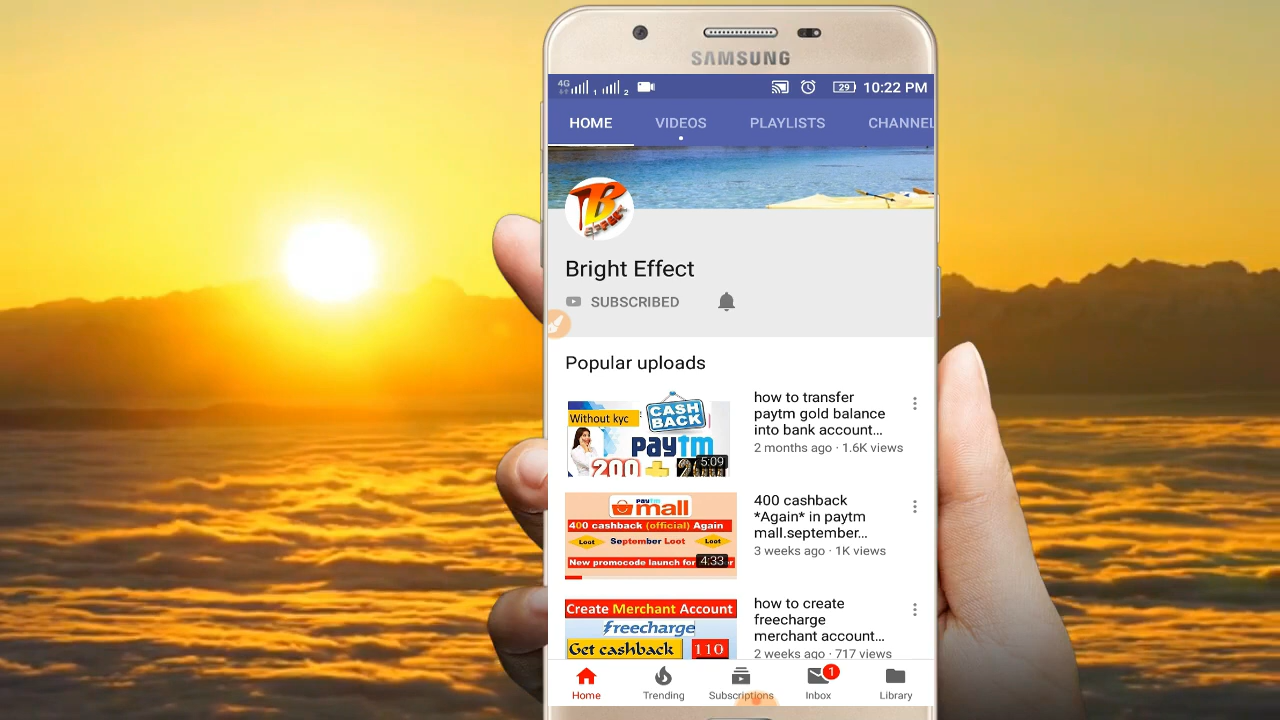 SAMSUNG
4G 1 2 29 10:22 PM
HOME VIDEOS PLAYLISTS CHANNEL
B
EFFECT
Bright Effect
SUBSCRIBED
Popular uploads
Without kyc
CASH
BACK
paytm
200 +
5:09
how to transfer
paytm gold balance
into bank account...
2 months ago · 1.6K views
paytm
mall
400 cashback (official) Again
Loot September Loot Loot
New promocode launch for
4:33
400 cashback
*Again* in paytm
mall.september...
3 weeks ago · 1K views
Create Merchant Account
freecharge
Get cashback 110
how to create
freecharge
merchant account...
2 weeks ago · 717 views
1
Home Trending Subscriptions Inbox Library